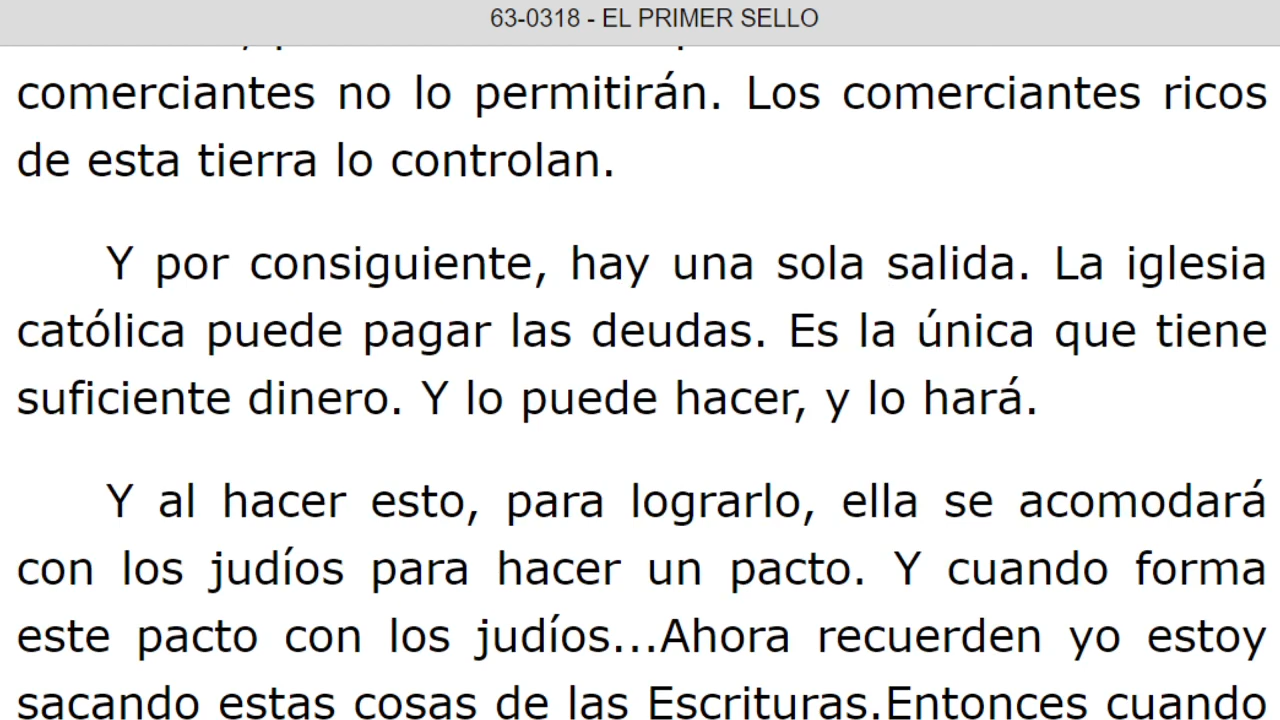 63-0318 - EL PRIMER SELLO
comerciantes no lo permitirán. Los comerciantes ricos
de esta tierra lo controlan.
Y por consiguiente, hay una sola salida. La iglesia
católica puede pagar las deudas. Es la única que tiene
suficiente dinero. Y lo puede hacer, y lo hará.
Y al hacer esto, para lograrlo, ella se acomodará
con los judíos para hacer un pacto. Y cuando forma
este pacto con los judíos...Ahora recuerden yo estoy
sacando estas cosas de las Escrituras.Entonces cuando